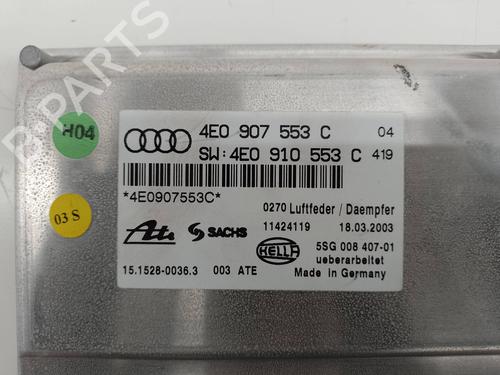 B-PARTS
H04
4E0 907 553 C 04
SW:4E0 910 553 C 419
*4E0907553C*
03 S
0270 Luftfeder / Daempfer
11424119 18.03.2003
Ate SACHS HELLA
5SG 008 407-01
ueberarbeitet
15.1528-0036.3 003 ATE Made in Germany